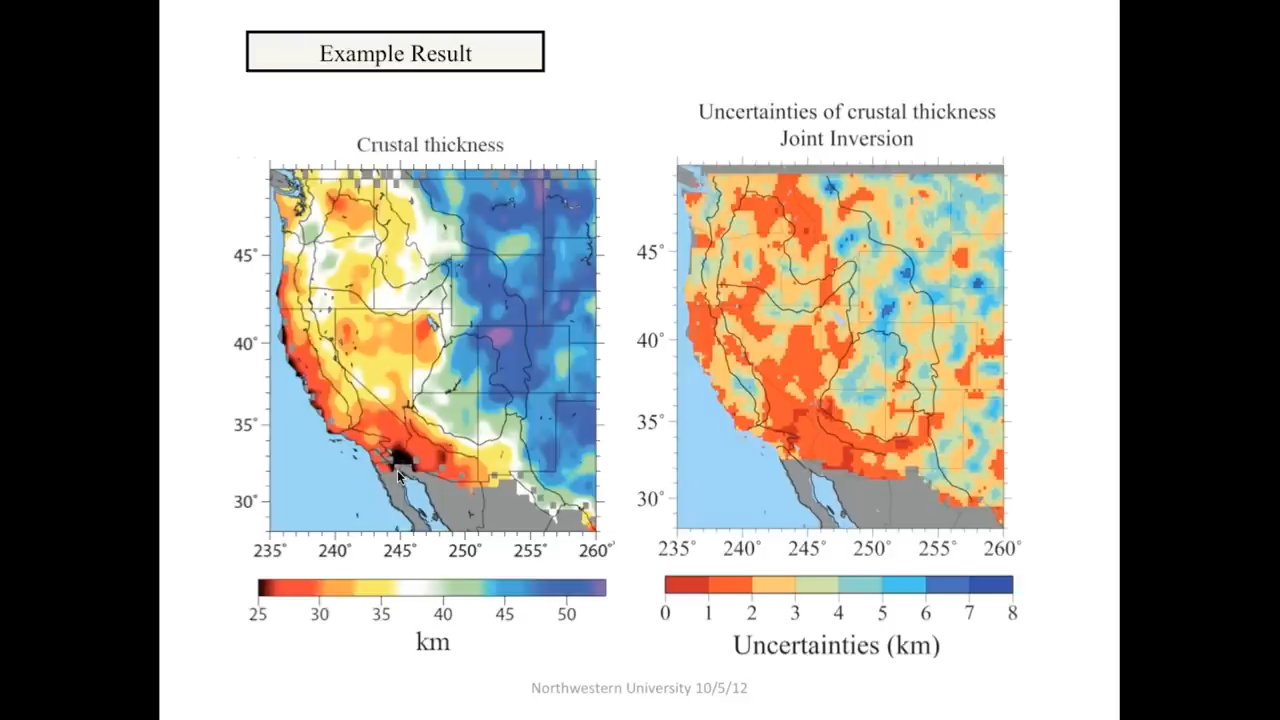 Example Result
Crustal thickness
45°
40°
35°
30°
235° 240° 245° 250° 255° 260°
25 30 35 40 45 50
km
Uncertainties of crustal thickness
Joint Inversion
45°
40°
35°
30°
235° 240° 245° 250° 255° 260°
0 1 2 3 4 5 6 7 8
Uncertainties (km)
Northwestern University 10/5/12